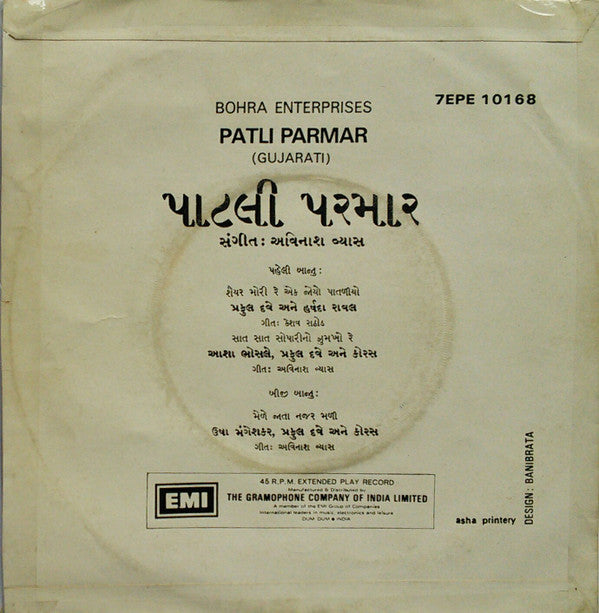 7EPE 10168
BOHRA ENTERPRISES
PATLI PARMAR
(GUJARATI)
પાટલી પરમાર
સંગીત: અવિનાશ વ્યાસ
પહેલી બાજુ:
શૈયર મોરી રે એક જોયો પાતળીયો
પ્રફુલ દવે અને હર્ષદા રાવલ
ગીત: કેશવ રાઠોડ
સાત સાત સોપારીનો ઝુમખો રે
આશા ભોસલે, પ્રફુલ દવે અને કોરસ
ગીત: અવિનાશ વ્યાસ
બીજી બાજુ:
મેળે જાતા નજર મળી
ઉષા મંગેશકર, પ્રફુલ દવે અને કોરસ
ગીત: અવિનાશ વ્યાસ
EMI
45 R.P.M. EXTENDED PLAY RECORD
Manufactured & Distributed by
THE GRAMOPHONE COMPANY OF INDIA LIMITED
A member of the EMI Group of Companies
International leaders in music, electronics and leisure
DUM DUM • INDIA
asha printery
DESIGN: BANIBRATA